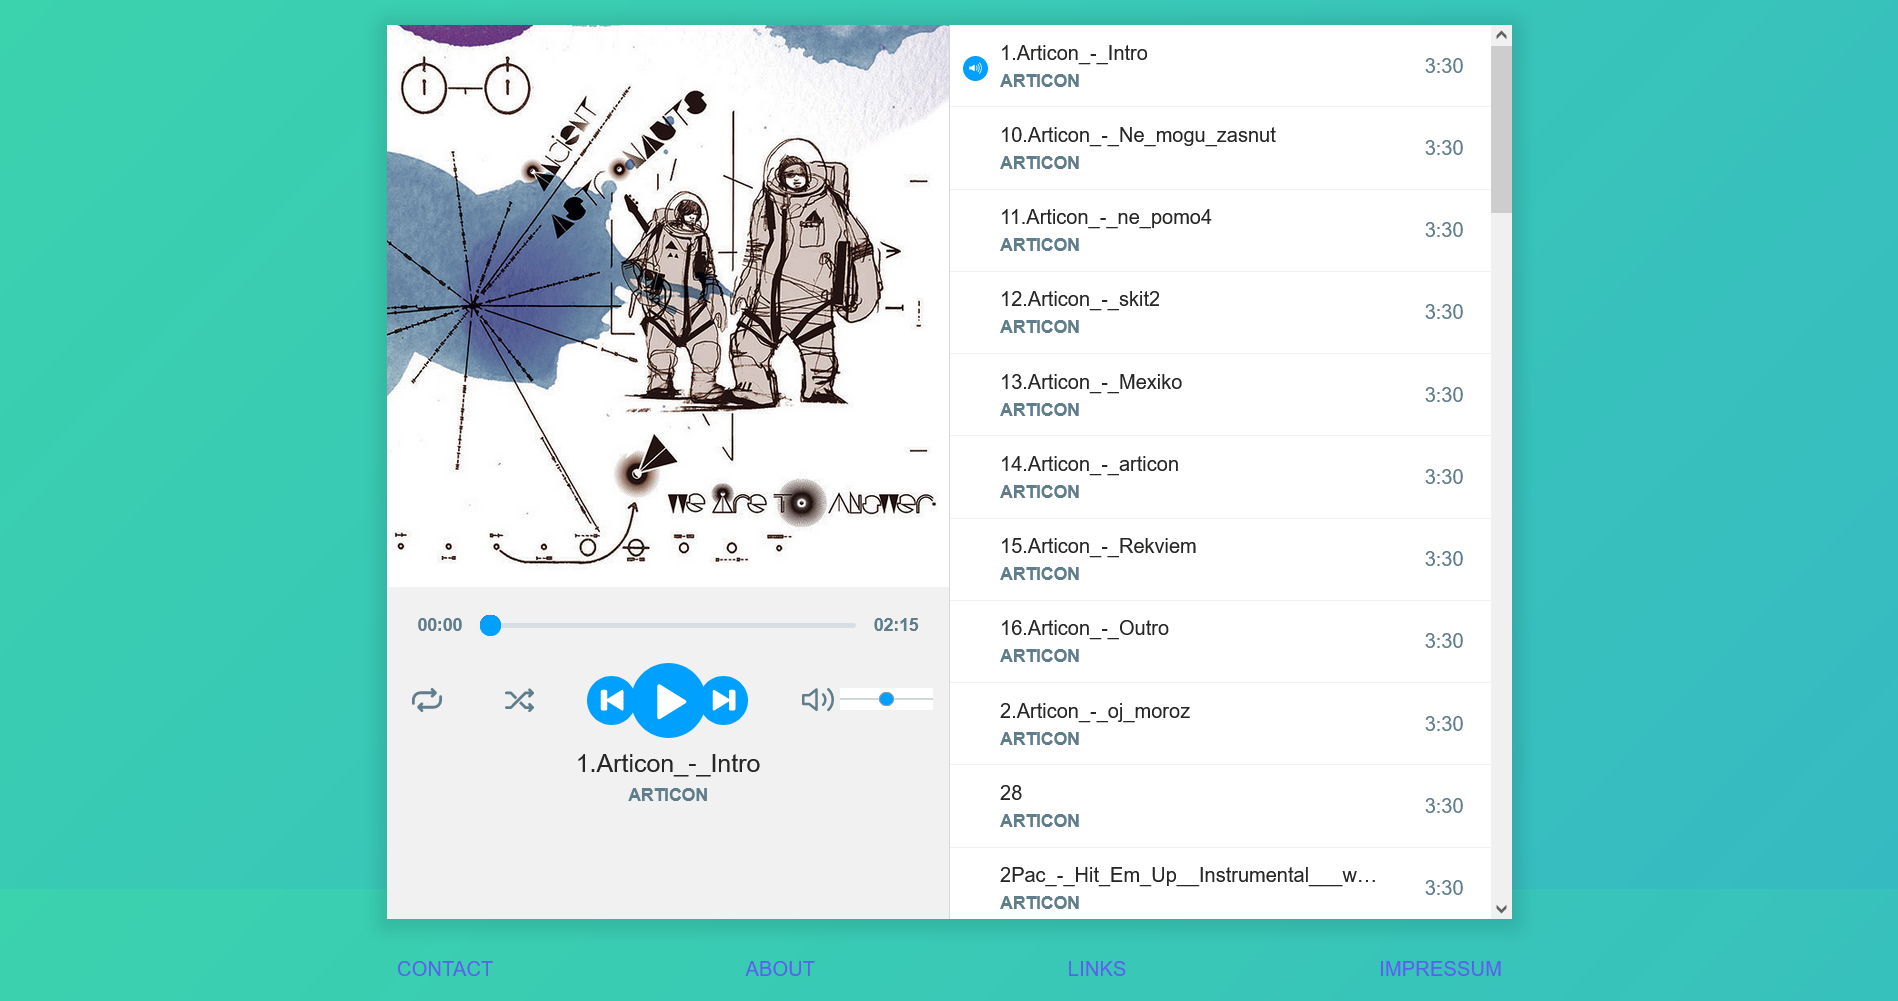 ANCIENT
ASTRONAUTS
We Are To Answer.
00:00
02:15
1.Articon_-_Intro
ARTICON
1.Articon_-_Intro
ARTICON
3:30
10.Articon_-_Ne_mogu_zasnut
ARTICON
3:30
11.Articon_-_ne_pomo4
ARTICON
3:30
12.Articon_-_skit2
ARTICON
3:30
13.Articon_-_Mexiko
ARTICON
3:30
14.Articon_-_articon
ARTICON
3:30
15.Articon_-_Rekviem
ARTICON
3:30
16.Articon_-_Outro
ARTICON
3:30
2.Articon_-_oj_moroz
ARTICON
3:30
28
ARTICON
3:30
2Pac_-_Hit_Em_Up__Instrumental___w…
ARTICON
3:30
CONTACT
ABOUT
LINKS
IMPRESSUM